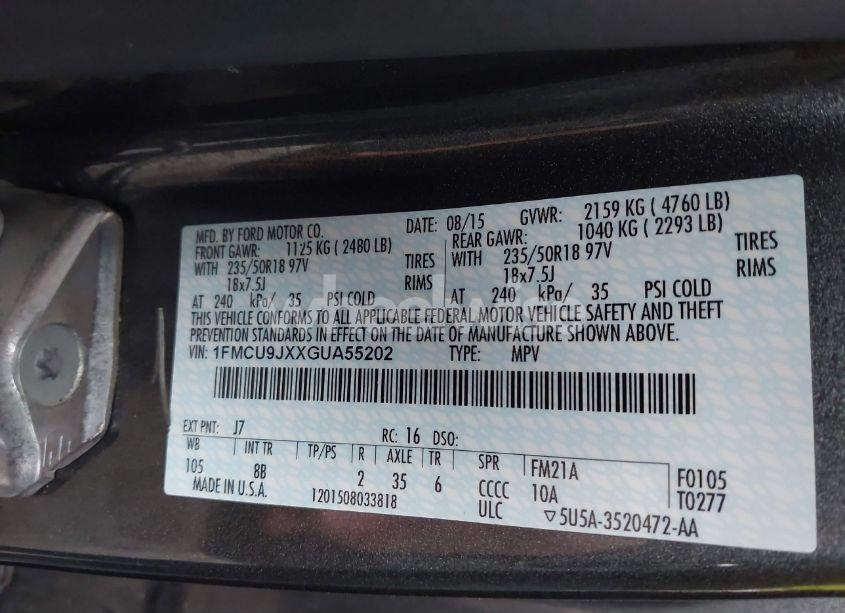 MFD. BY FORD MOTOR CO. DATE: 08/15 GVWR: 2159 KG ( 4760 LB)
FRONT GAWR: 1125 KG ( 2480 LB) REAR GAWR: 1040 KG ( 2293 LB)
WITH 235/50R18 97V TIRES WITH 235/50R18 97V TIRES
18x7.5J RIMS 18x7.5J RIMS
AT 240 kPa/ 35 PSI COLD AT 240 kPa/ 35 PSI COLD
THIS VEHICLE CONFORMS TO ALL APPLICABLE FEDERAL MOTOR VEHICLE SAFETY AND THEFT
PREVENTION STANDARDS IN EFFECT ON THE DATE OF MANUFACTURE SHOWN ABOVE.
VIN: 1FMCU9JXXGUA55202 TYPE: MPV
EXT PNT: J7 RC: 16 DSO:
WB INT TR TP/PS R AXLE TR SPR FM21A F0105
105 8B 2 35 6 CCCC 10A T0277
MADE IN U.S.A. 1201508033818 ULC ▽5U5A-3520472-AA